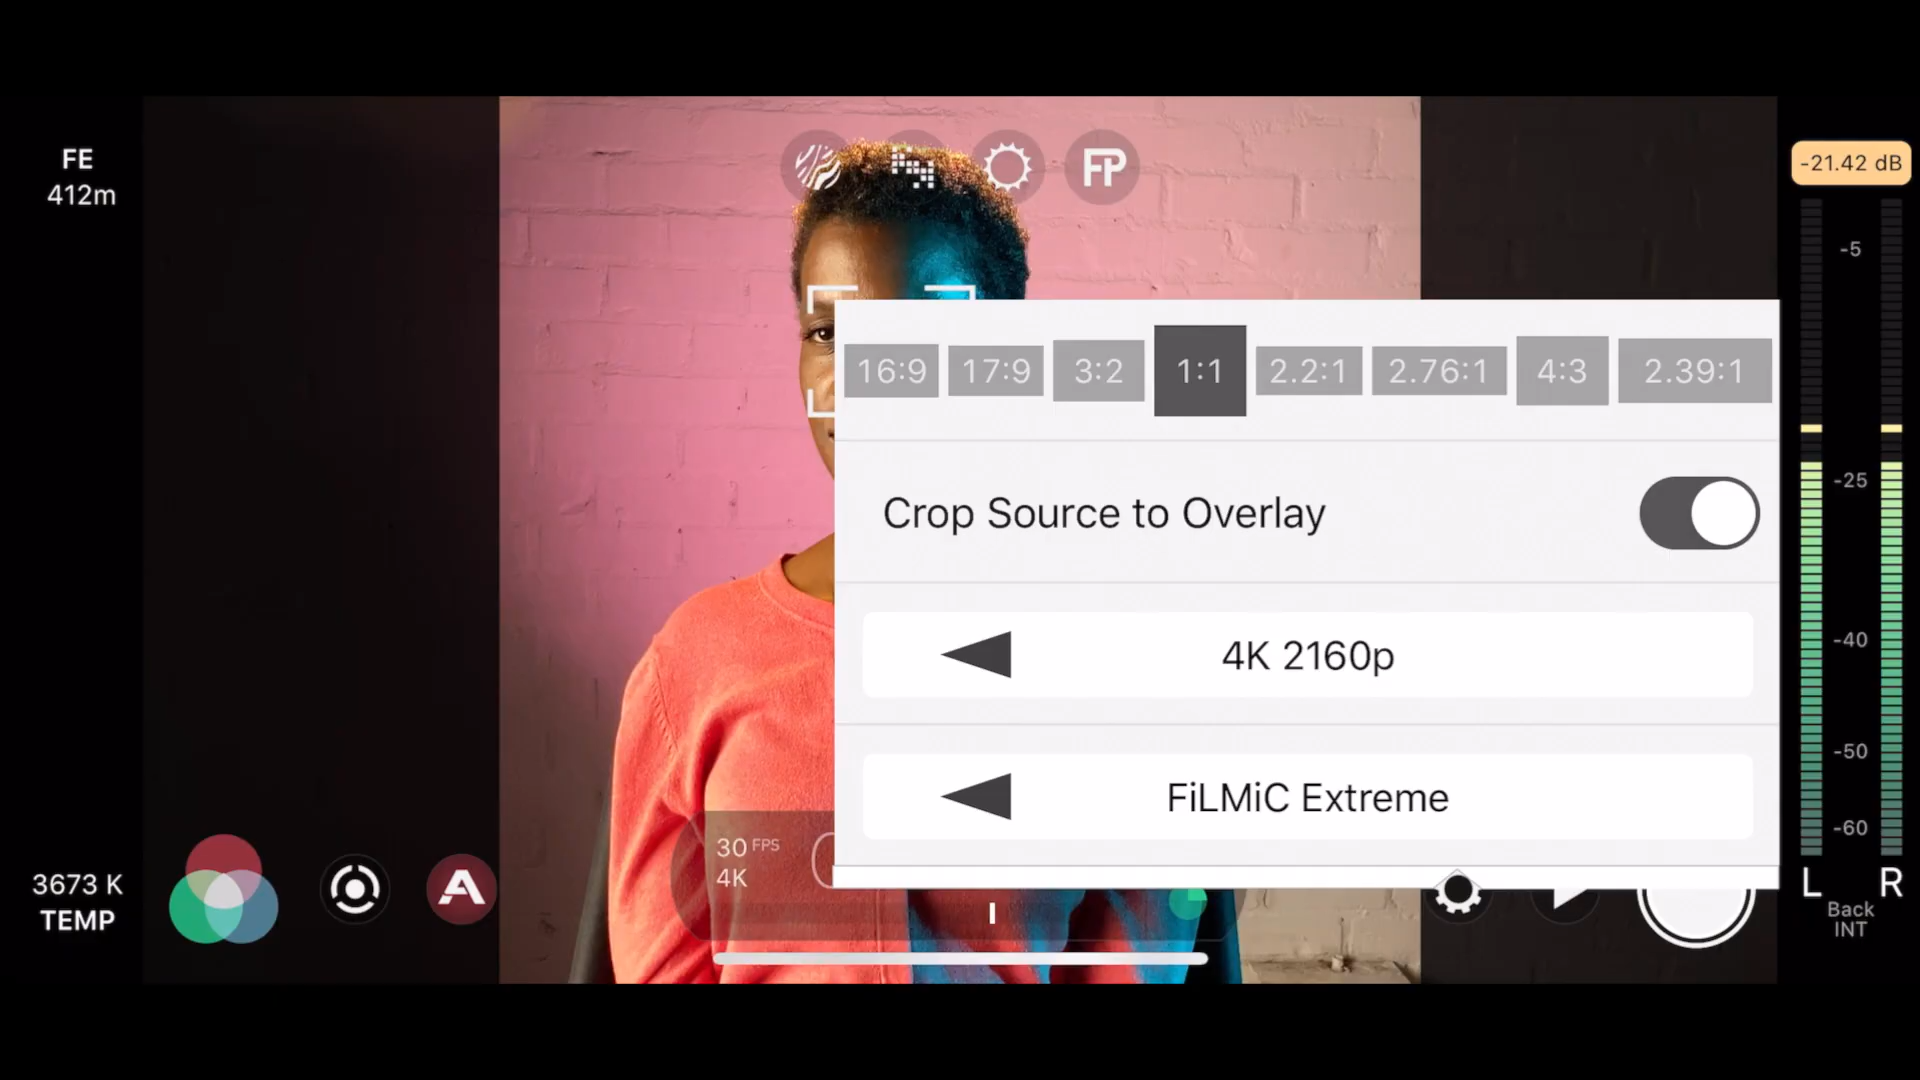 FE
412m
FP
-21.42 dB
-5
16:9 17:9 3:2 1:1 2.2:1 2.76:1 4:3 2.39:1
Crop Source to Overlay
-25
4K 2160p
-40
-50
FiLMiC Extreme
-60
30 FPS
4K
A
3673 K
TEMP
L R
Back
INT